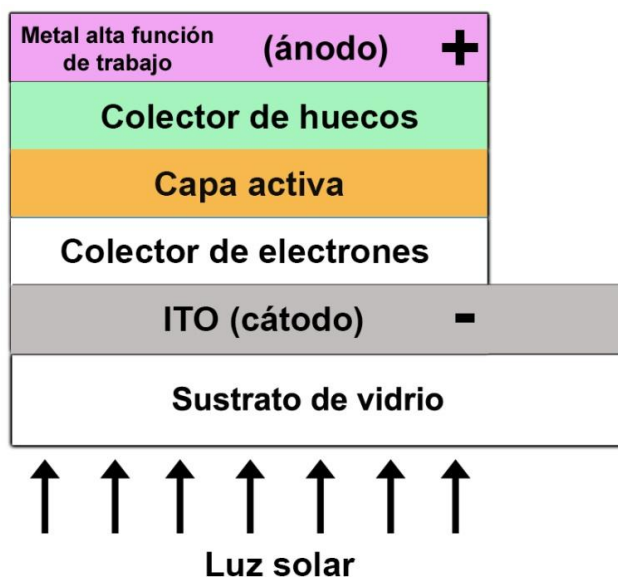 Metal alta función
de trabajo
(ánodo) +
Colector de huecos
Capa activa
Colector de electrones
ITO (cátodo) -
Sustrato de vidrio
Luz solar